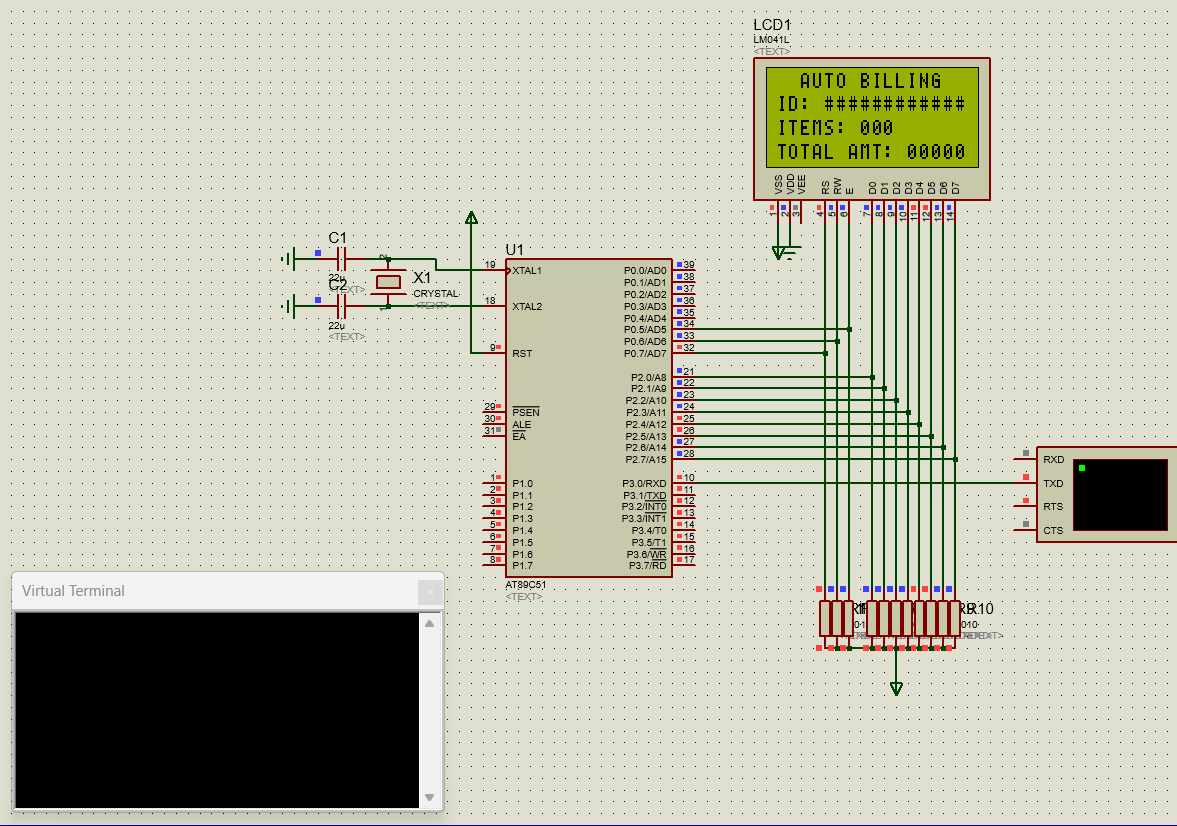 LCD1
LM041L
<TEXT>
AUTO BILLING
ID: ############
ITEMS: 000
TOTAL AMT: 00000
VSS VDD VEE RS RW E D0 D1 D2 D3 D4 D5 D6 D7
1 2 3 4 5 6 7 8 9 10 11 12 13 14
C1
22u
<TEXT>
C2
22u
<TEXT>
2
X1
CRYSTAL
<TEXT>
1
U1
19 XTAL1
18 XTAL2
9 RST
29 PSEN
30 ALE
31 EA
1 P1.0
2 P1.1
3 P1.2
4 P1.3
5 P1.4
6 P1.5
7 P1.6
8 P1.7
P0.0/AD0 39
P0.1/AD1 38
P0.2/AD2 37
P0.3/AD3 36
P0.4/AD4 35
P0.5/AD5 34
P0.6/AD6 33
P0.7/AD7 32
P2.0/A8 21
P2.1/A9 22
P2.2/A10 23
P2.3/A11 24
P2.4/A12 25
P2.5/A13 26
P2.6/A14 27
P2.7/A15 28
P3.0/RXD 10
P3.1/TXD 11
P3.2/INT0 12
P3.3/INT1 13
P3.4/T0 14
P3.5/T1 15
P3.6/WR 16
P3.7/RD 17
AT89C51
<TEXT>
RXD
TXD
RTS
CTS
R10
Virtual Terminal